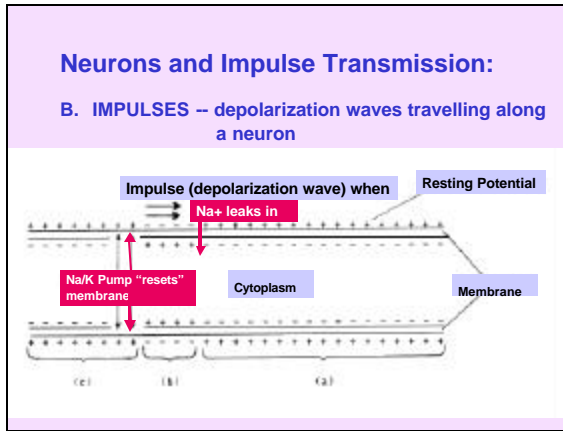 Neurons and Impulse Transmission:
B. IMPULSES -- depolarization waves travelling along
a neuron
Impulse (depolarization wave) when
Resting Potential
Na+ leaks in
Na/K Pump “resets”
membrane
Cytoplasm
Membrane
(c)
(b)
(a)